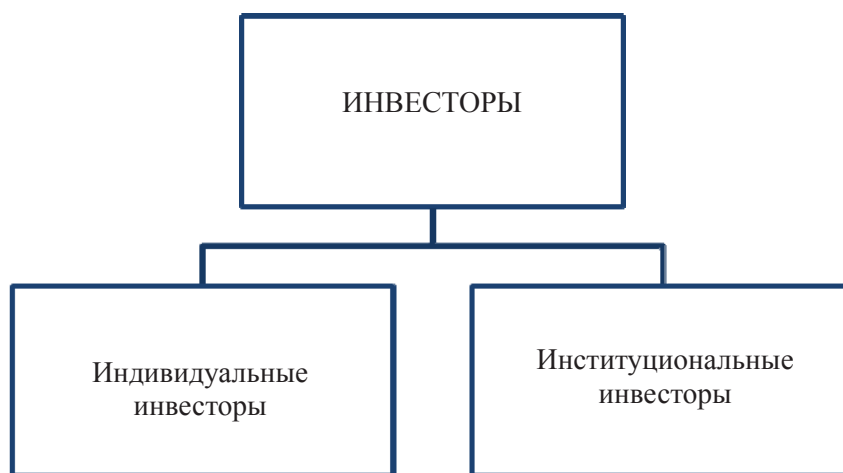 ИНВЕСТОРЫ
Индивидуальные
инвесторы
Институциональные
инвесторы